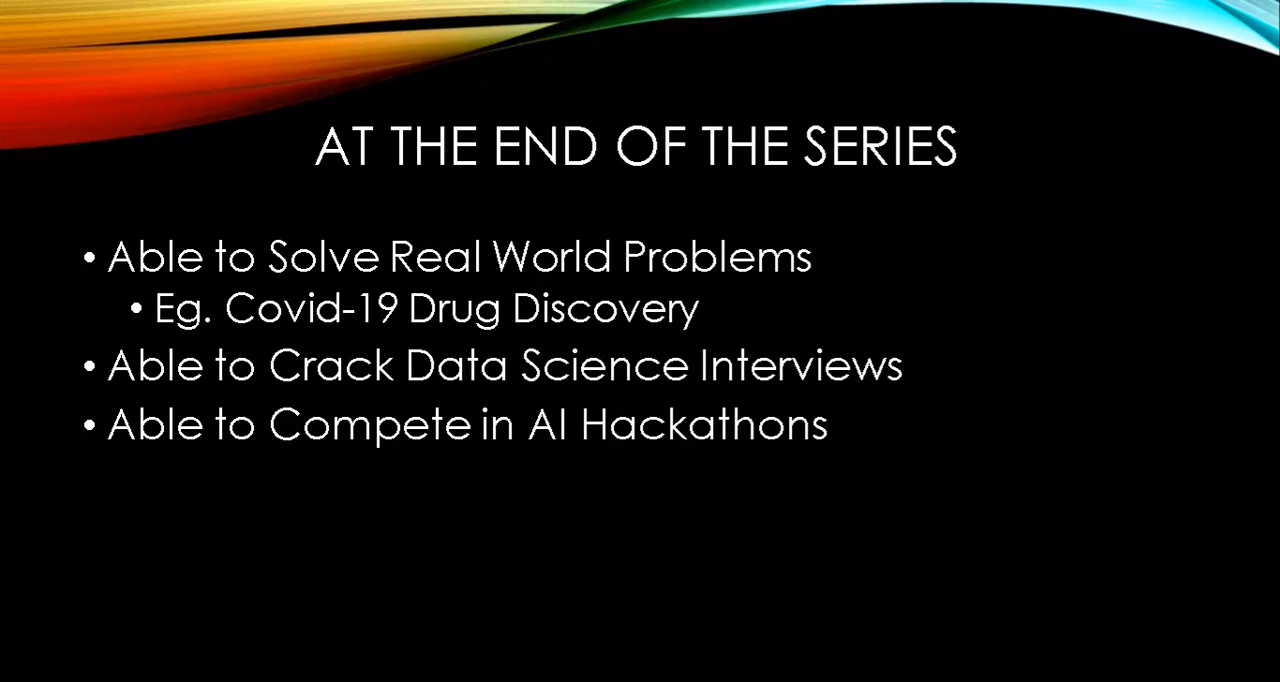 AT THE END OF THE SERIES
• Able to Solve Real World Problems
• Eg. Covid-19 Drug Discovery
• Able to Crack Data Science Interviews
• Able to Compete in AI Hackathons